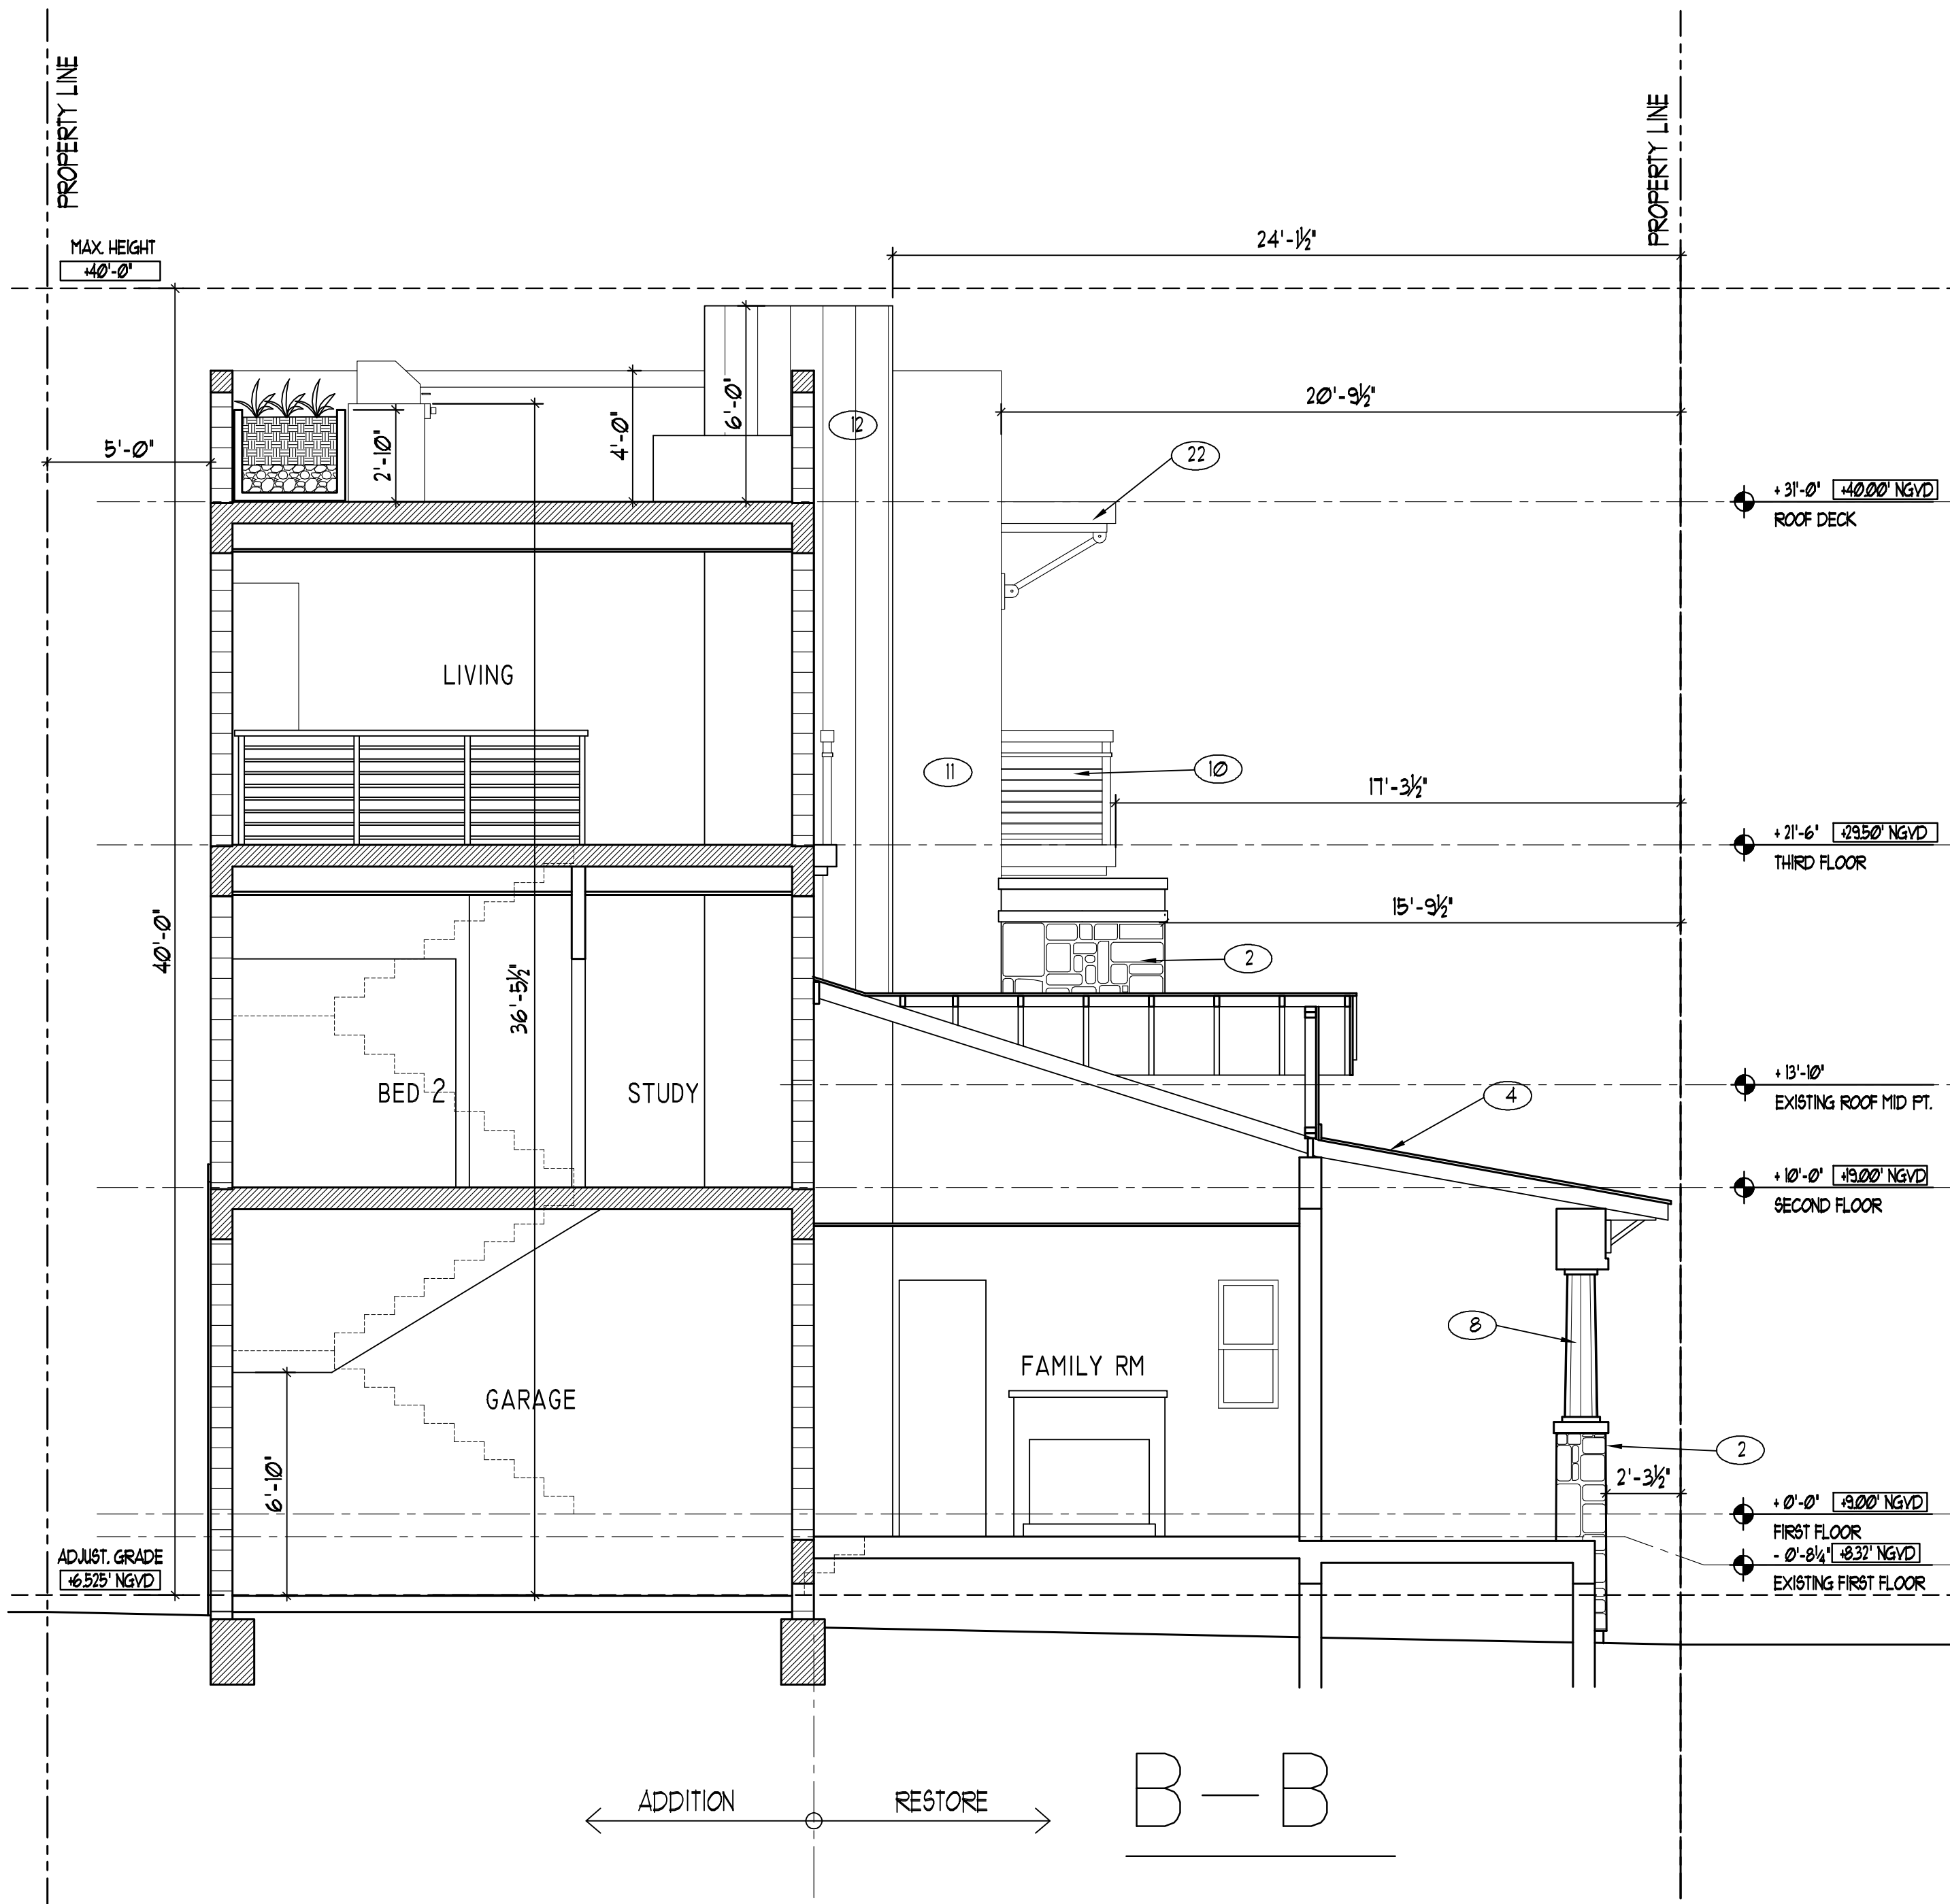 PROPERTY LINE
PROPERTY LINE
MAX. HEIGHT
+40'-0"
24'-1½"
20'-9½"
5'-0"
2'-10"
4'-0"
6'-0"
12
22
+ 31'-0" +40.00' NGVD
ROOF DECK
LIVING
11
10
17'-3½"
+ 21'-6" +29.50' NGVD
THIRD FLOOR
15'-9½"
2
40'-0"
36'-5½"
BED 2
STUDY
+ 13'-10"
EXISTING ROOF MID PT.
4
+ 10'-0" +19.00' NGVD
SECOND FLOOR
8
FAMILY RM
GARAGE
6'-10"
2
2'-3½"
+ 0'-0" +9.00' NGVD
FIRST FLOOR
- 0'-8¼" +8.32' NGVD
EXISTING FIRST FLOOR
ADJUST. GRADE
+6.525' NGVD
ADDITION
RESTORE
B-B